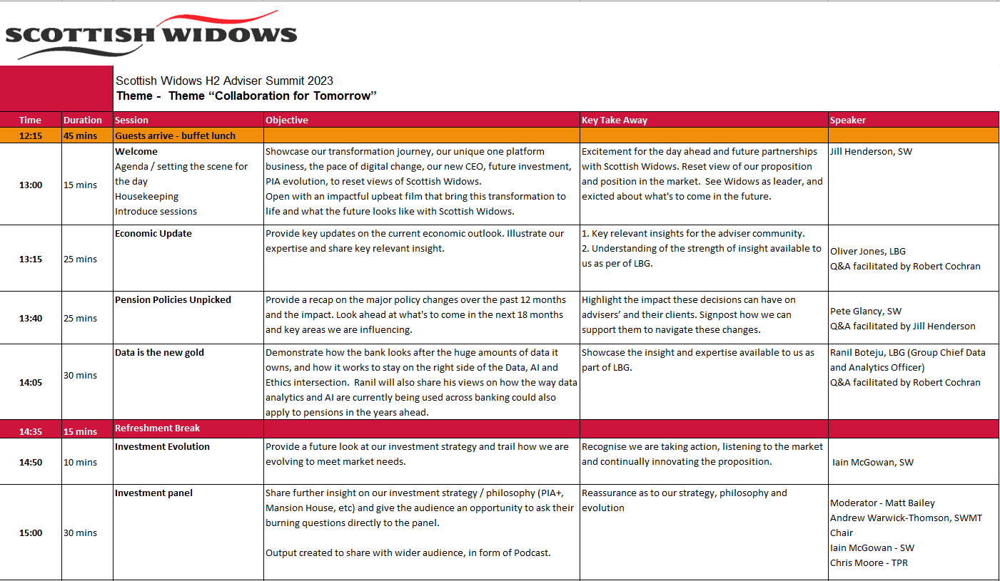 SCOTTISH WIDOWS
Scottish Widows H2 Adviser Summit 2023
Theme -  Theme “Collaboration for Tomorrow”
Time Duration Session Objective Key Take Away Speaker
12:15 45 mins Guests arrive - buffet lunch
13:00
15 mins
Welcome
Agenda / setting the scene for
the day
Housekeeping
Introduce sessions
Showcase our transformation journey, our unique one platform
business, the pace of digital change, our new CEO, future investment,
PIA evolution, to reset views of Scottish Widows.
Open with an impactful upbeat film that bring this transformation to
life and what the future looks like with Scottish Widows.
Excitement for the day ahead and future partnerships
with Scottish Widows. Reset view of our proposition
and position in the market.  See Widows as leader, and
exicted about what's to come in the future.
Jill Henderson, SW
13:15
25 mins
Economic Update
Provide key updates on the current economic outlook. Illustrate our
expertise and share key relevant insight.
1. Key relevant insights for the adviser community.
2. Understanding of the strength of insight available to
us as per of LBG.
Oliver Jones, LBG
Q&A facilitated by Robert Cochran
13:40
25 mins
Pension Policies Unpicked
Provide a recap on the major policy changes over the past 12 months
and the impact. Look ahead at what's to come in the next 18 months
and key areas we are influencing.
Highlight the impact these decisions can have on
advisers’ and their clients. Signpost how we can
support them to navigate these changes.
Pete Glancy, SW
Q&A facilitated by Jill Henderson
14:05
30 mins
Data is the new gold
Demonstrate how the bank looks after the huge amounts of data it
owns, and how it works to stay on the right side of the Data, AI and
Ethics intersection.  Ranil will also share his views on how the way data
analytics and AI are currently being used across banking could also
apply to pensions in the years ahead.
Showcase the insight and expertise available to us as
part of LBG.
Ranil Boteju, LBG (Group Chief Data
and Analytics Officer)
Q&A facilitated by Robert Cochran
14:35 15 mins Refreshment Break
14:50
10 mins
Investment Evolution
Provide a future look at our investment strategy and trail how we are
evolving to meet market needs.
Recognise we are taking action, listening to the market
and continually innovating the proposition.
Iain McGowan, SW
15:00
30 mins
Investment panel
Share further insight on our investment strategy / philosophy (PIA+,
Mansion House, etc) and give the audience an opportunity to ask their
burning questions directly to the panel.
Output created to share with wider audience, in form of Podcast.
Reassurance as to our strategy, philosophy and
evolution
Moderator - Matt Bailey
Andrew Warwick-Thomson, SWMT
Chair
Iain McGowan - SW
Chris Moore - TPR